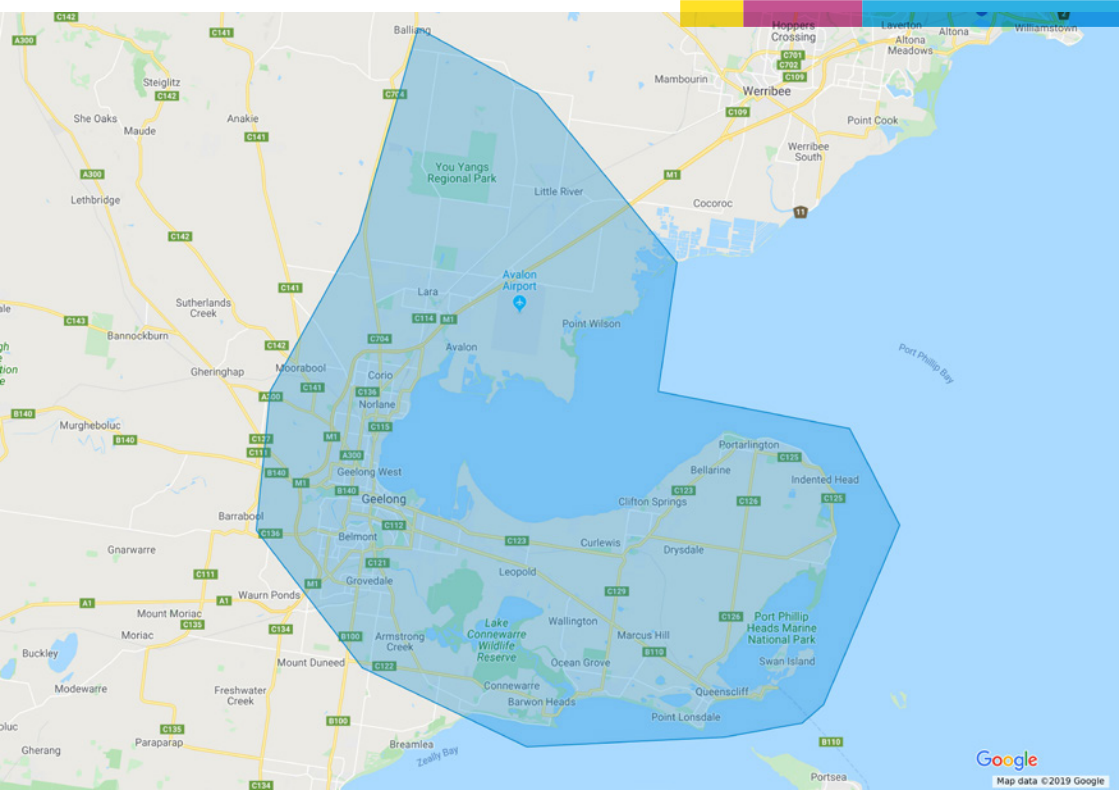 C142
A300
C141
Balliang
Hoppers
Crossing
Laverton
Altona
Williamstown
Altona
Meadows
C701
C702
C109
Steiglitz
C142
C704
Mambourin
Werribee
She Oaks
Maude
Anakie
C141
C109
Point Cook
Werribee
South
A300
You Yangs
Regional Park
M1
Lethbridge
Little River
Cocoroc
11
C142
Avalon
Airport
C141
Lara
Sutherlands
Creek
C143
C114
M1
Point Wilson
Bannockburn
C704
C142
Avalon
Port Phillip Bay
Gheringhap
Moorabool
Corio
C141
C136
A300
Norlane
B140
Murgheboluc
B140
C115
M1
C137
C111
A300
Portarlington
C125
B140
Geelong West
Bellarine
Indented Head
M1
B140
Geelong
C123
C126
C125
Clifton Springs
Barrabool
C136
C112
Belmont
C123
Curlewis
Drysdale
Gnarwarre
C111
C121
Leopold
M1
Grovedale
C129
A1
A1
Waurn Ponds
Mount Moriac
C135
C134
Moriac
B100
Armstrong
Creek
Lake
Connewarre
Wildlife
Reserve
Wallington
Marcus Hill
C126
Port Phillip
Heads Marine
National Park
B110
Buckley
Mount Duneed
C122
Ocean Grove
Swan Island
Modewarre
Freshwater
Creek
Connewarre
Barwon Heads
Queenscliff
Point Lonsdale
B100
C135
Paraparap
Gherang
Breamlea
Zeally Bay
B110
C134
Portsea
Google
Map data ©2019 Google